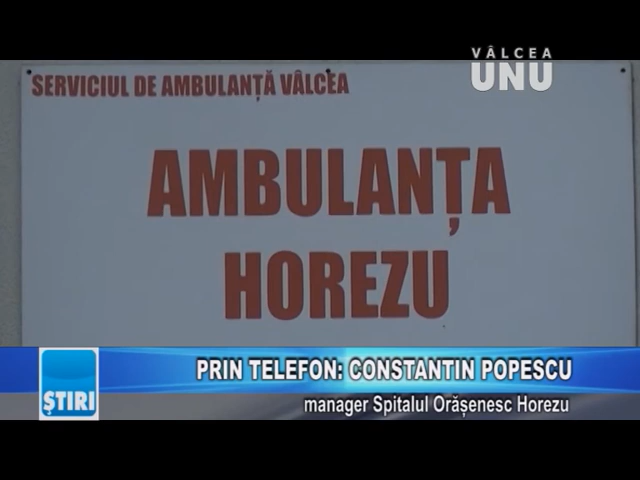 VÂLCEA
UNU
SERVICIUL DE AMBULANȚĂ VÂLCEA
AMBULANȚA
HOREZU
PRIN TELEFON: CONSTANTIN POPESCU
manager Spitalul Orășenesc Horezu
ȘTIRI